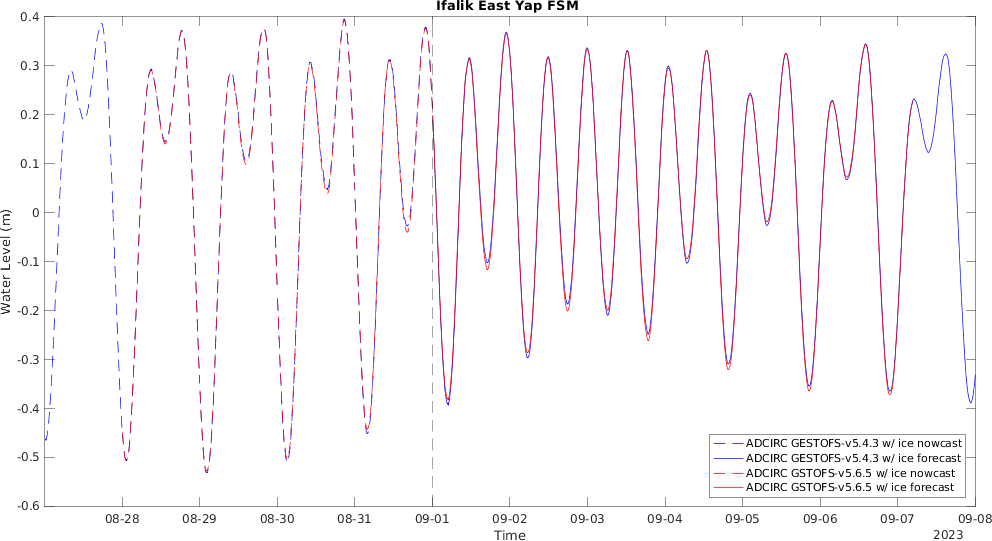 Ifalik East Yap FSM
Water Level (m)
0.4
0.3
0.2
0.1
0
-0.1
-0.2
-0.3
-0.4
-0.5
-0.6
ADCIRC GESTOFS-v5.4.3 w/ ice nowcast
ADCIRC GESTOFS-v5.4.3 w/ ice forecast
ADCIRC GSTOFS-v5.6.5 w/ ice nowcast
ADCIRC GSTOFS-v5.6.5 w/ ice forecast
08-28 08-29 08-30 08-31 09-01 09-02 09-03 09-04 09-05 09-06 09-07 09-08
Time
2023